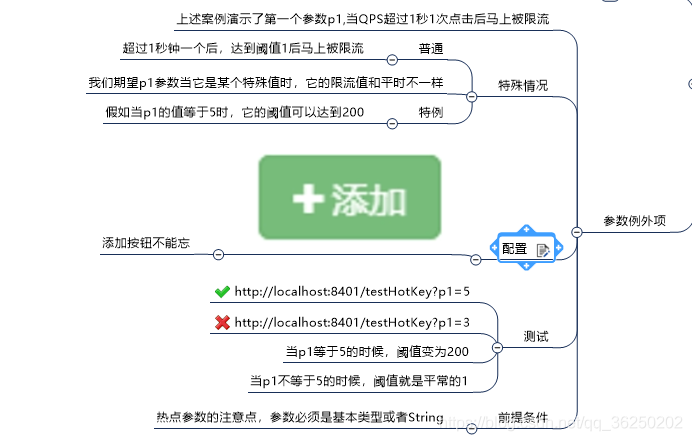 上述案例演示了第一个参数p1,当QPS超过1秒1次点击后马上被限流
超过1秒钟一个后，达到阈值1后马上被限流
普通
我们期望p1参数当它是某个特殊值时，它的限流值和平时不一样
特殊情况
假如当p1的值等于5时，它的阈值可以达到200
特例
添加
参数例外项
添加按钮不能忘
配置
http://localhost:8401/testHotKey?p1=5
http://localhost:8401/testHotKey?p1=3
测试
当p1等于5的时候，阈值变为200
当p1不等于5的时候，阈值就是平常的1
热点参数的注意点，参数必须是基本类型或者String
前提条件
https://blog.csdn.net/qq_36250202